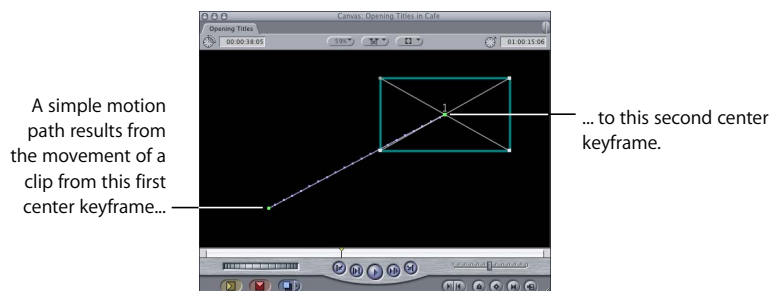 Canvas: Opening Titles in Cafe
Opening Titles
00:00:38:05
59%
01:00:15:06
1
A simple motion
path results from
the movement of a
clip from this first
center keyframe...
... to this second center
keyframe.